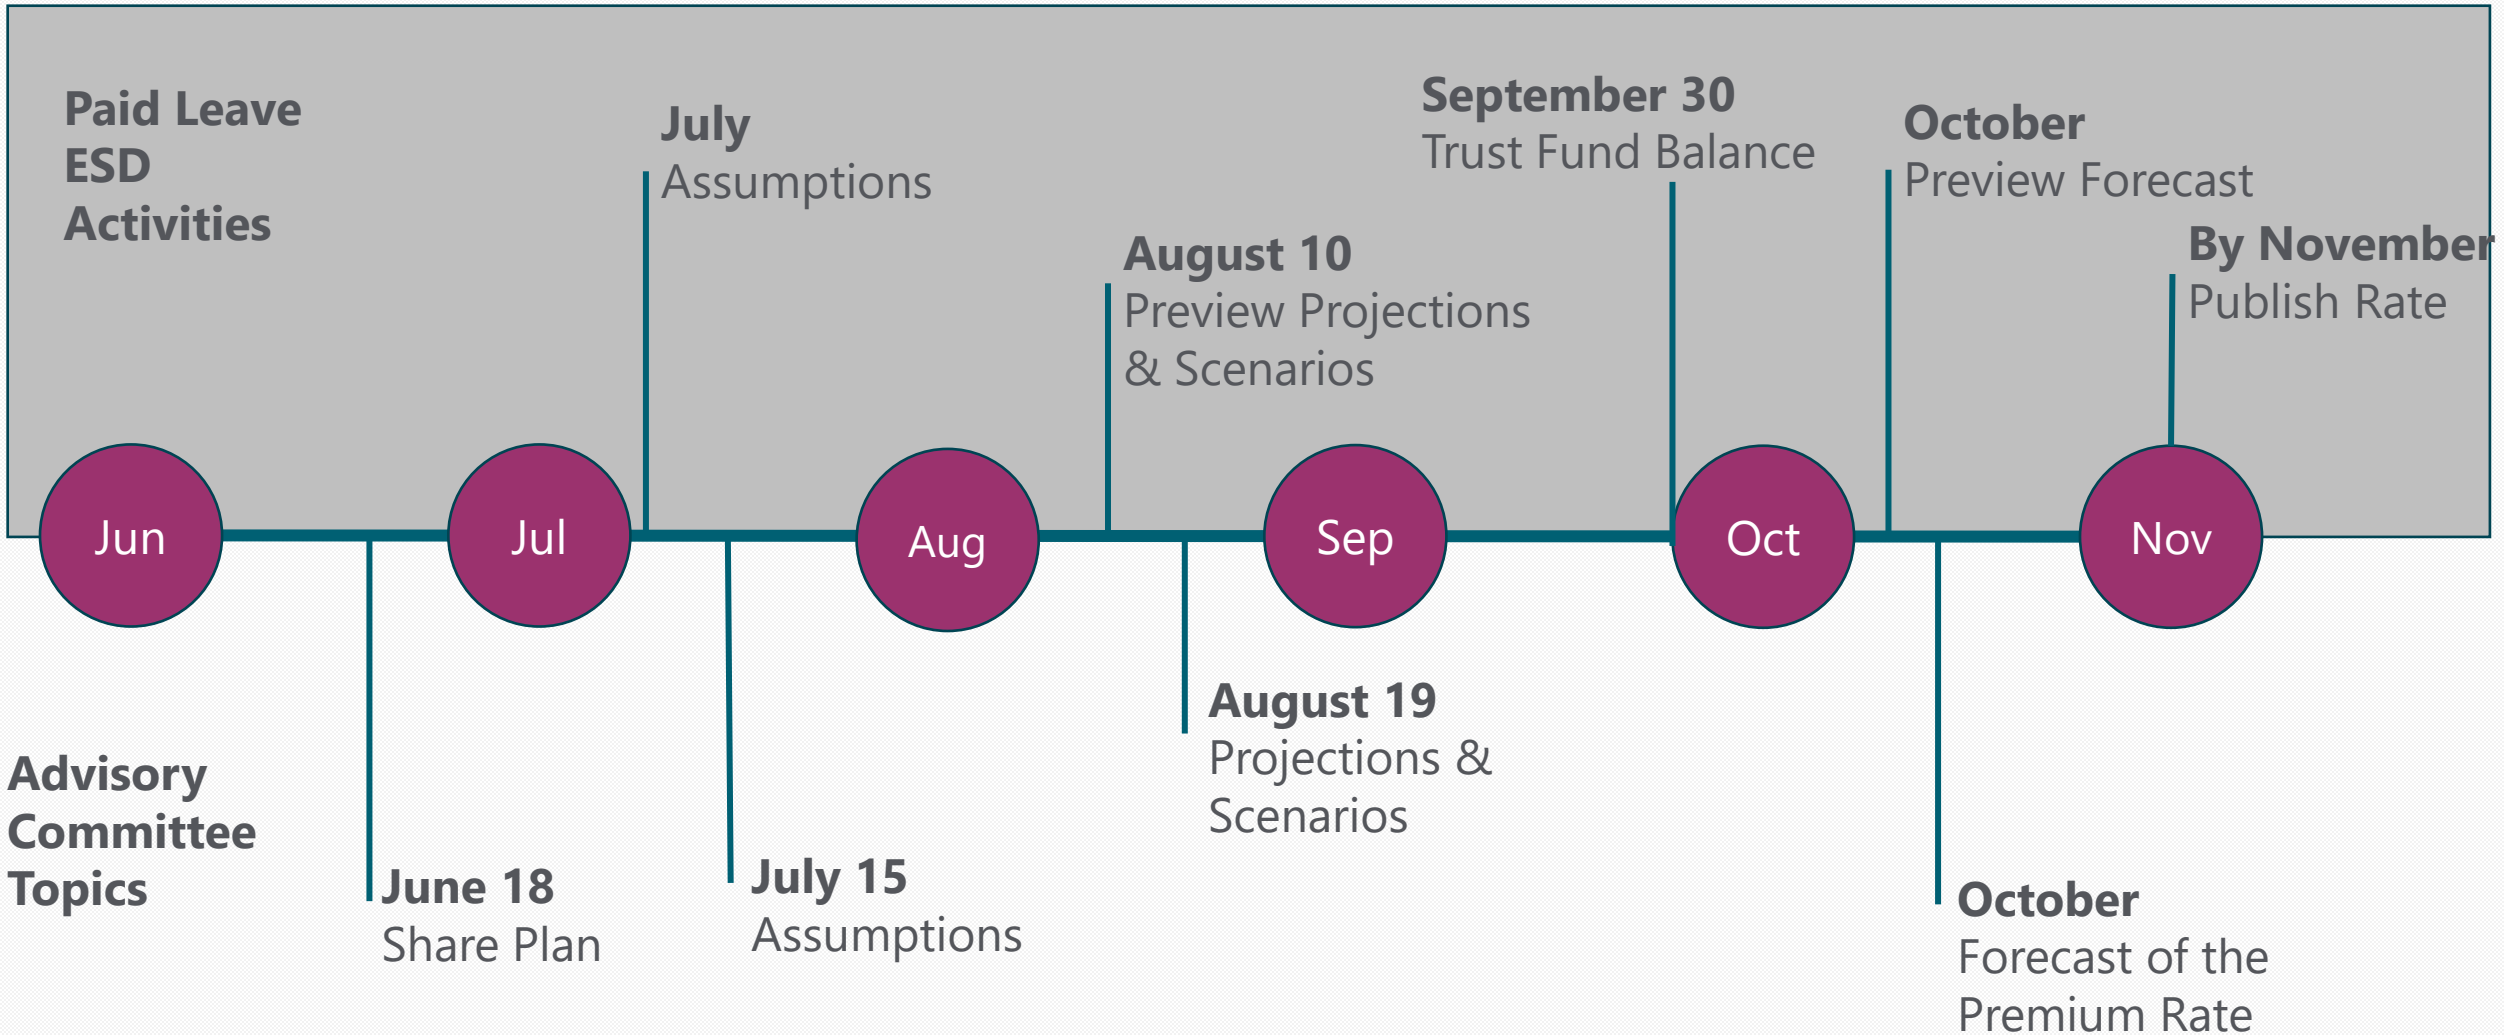 Paid Leave
ESD
Activities
July
Assumptions
August 10
Preview Projections
& Scenarios
September 30
Trust Fund Balance
October
Preview Forecast
By November
Publish Rate
Jun
Jul
Aug
Sep
Oct
Nov
Advisory
Committee
Topics
June 18
Share Plan
July 15
Assumptions
August 19
Projections &
Scenarios
October
Forecast of the
Premium Rate